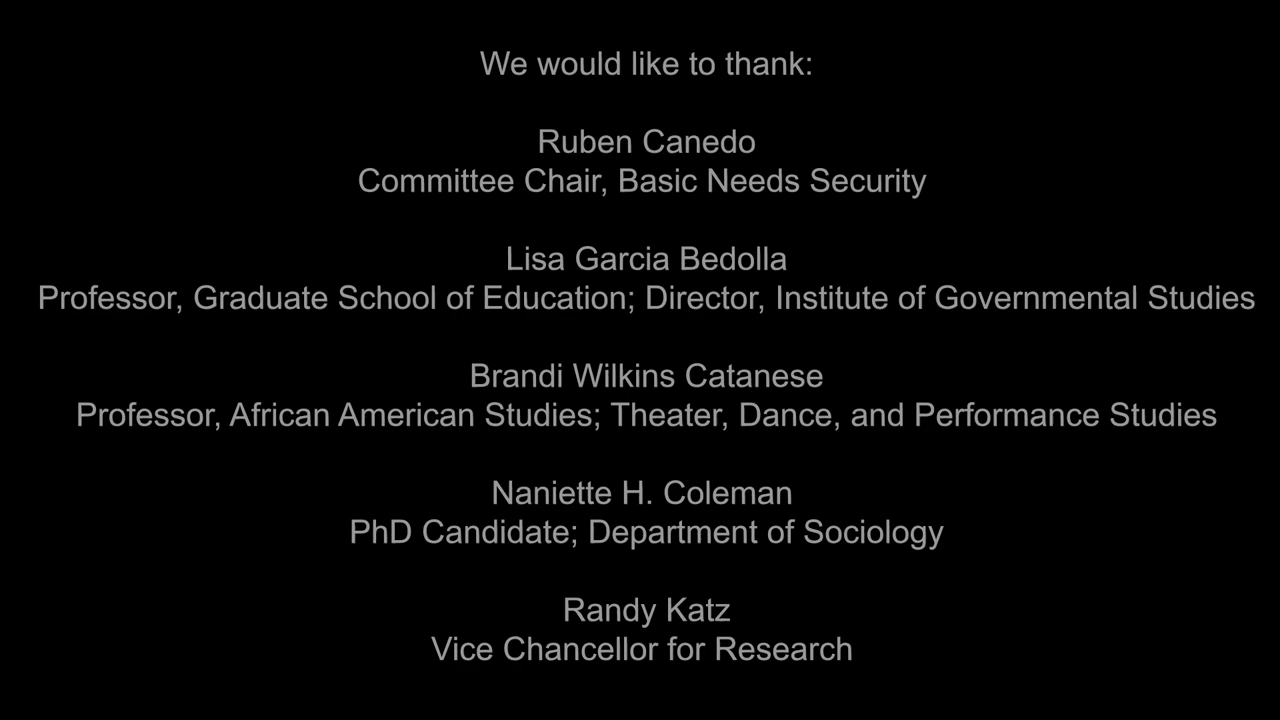 We would like to thank:
Ruben Canedo
Committee Chair, Basic Needs Security
Lisa Garcia Bedolla
Professor, Graduate School of Education; Director, Institute of Governmental Studies
Brandi Wilkins Catanese
Professor, African American Studies; Theater, Dance, and Performance Studies
Naniette H. Coleman
PhD Candidate; Department of Sociology
Randy Katz
Vice Chancellor for Research